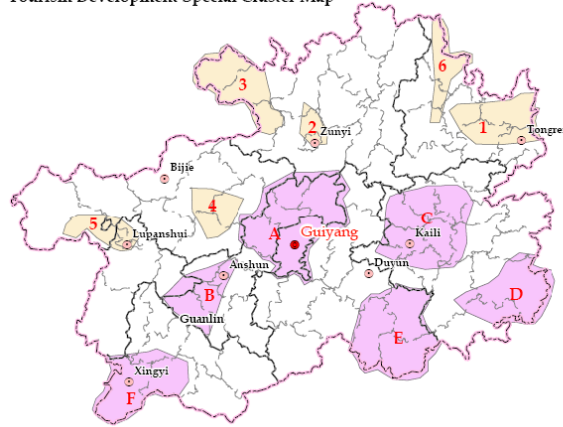 Tourism Development Special Cluster Map
6
3
2
Zunyi
1
Tongren
Bijie
4
C
5
A
Guiyang
Kaili
Lupanshui
Anshun
Duyun
B
D
Guanlin
E
Xingyi
F